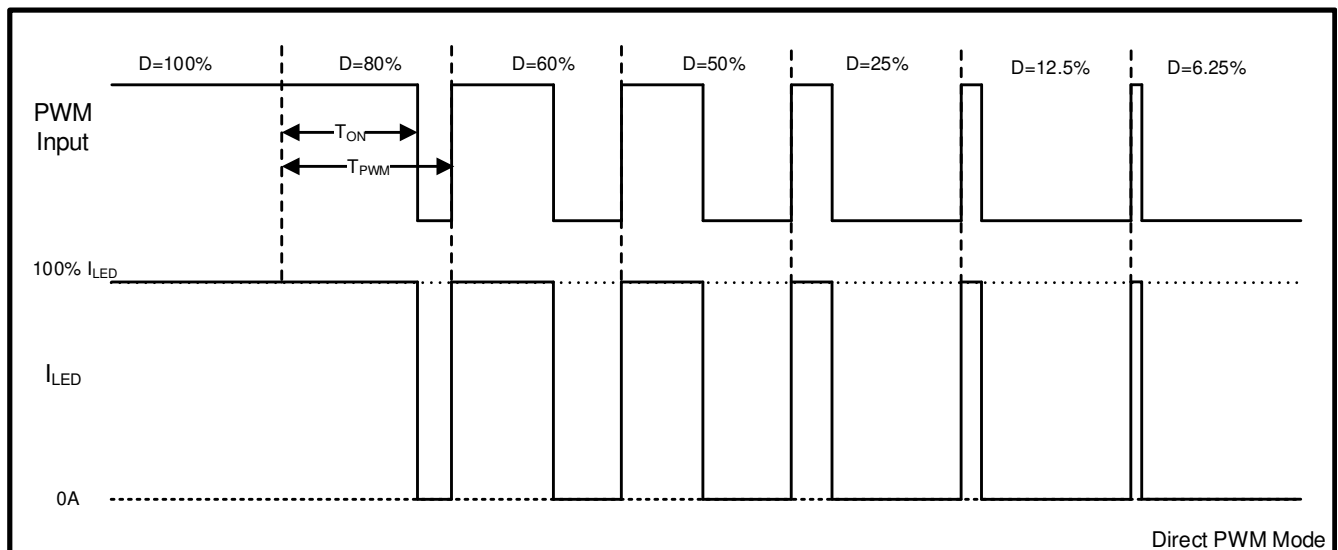 D=100%
D=80%
D=60%
D=50%
D=25%
D=12.5%
D=6.25%
PWM
Input
TON
TPWM
100% ILED
ILED
0A
Direct PWM Mode